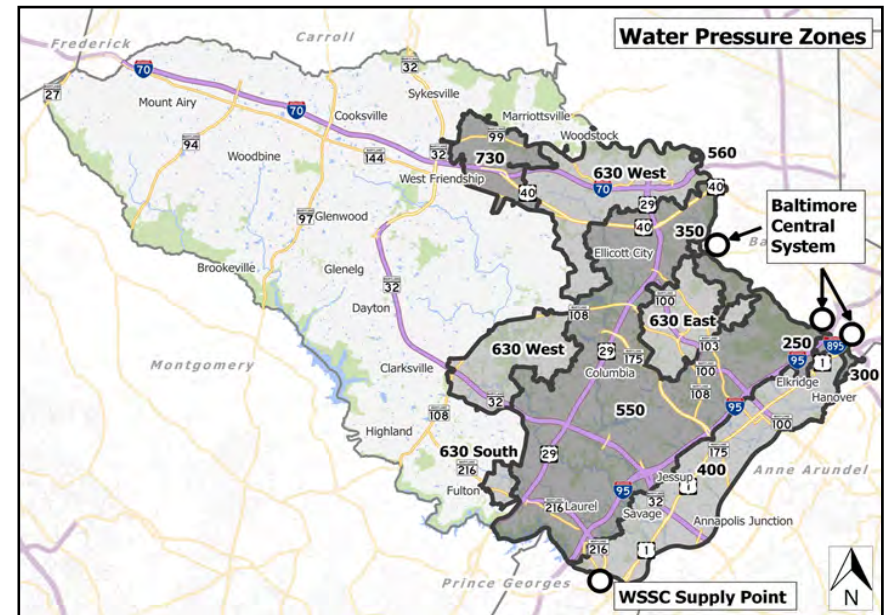 Water Pressure Zones
Frederick
Carroll
70
32
27
Sykesville
Mount Airy
70
Cooksville
Marriottsville
99
Woodstock
94
Woodbine
144
32
730
560
West Friendship
630 West
40
70
40
29
97
Glenwood
40
350
Baltimore
Central
System
Ellicott City
Brookeville
Glenelg
32
Dayton
108
100
630 East
250
895
630 West
29
103
95
1
Montgomery
175
300
Clarksville
Columbia
100
Elkridge
Hanover
32
108
108
550
95
100
Highland
630 South
29
175
400
216
Jessup
1
Anne Arundel
Fulton
95
32
216
Laurel
Savage
Annapolis Junction
216
1
Prince Georges
WSSC Supply Point
N